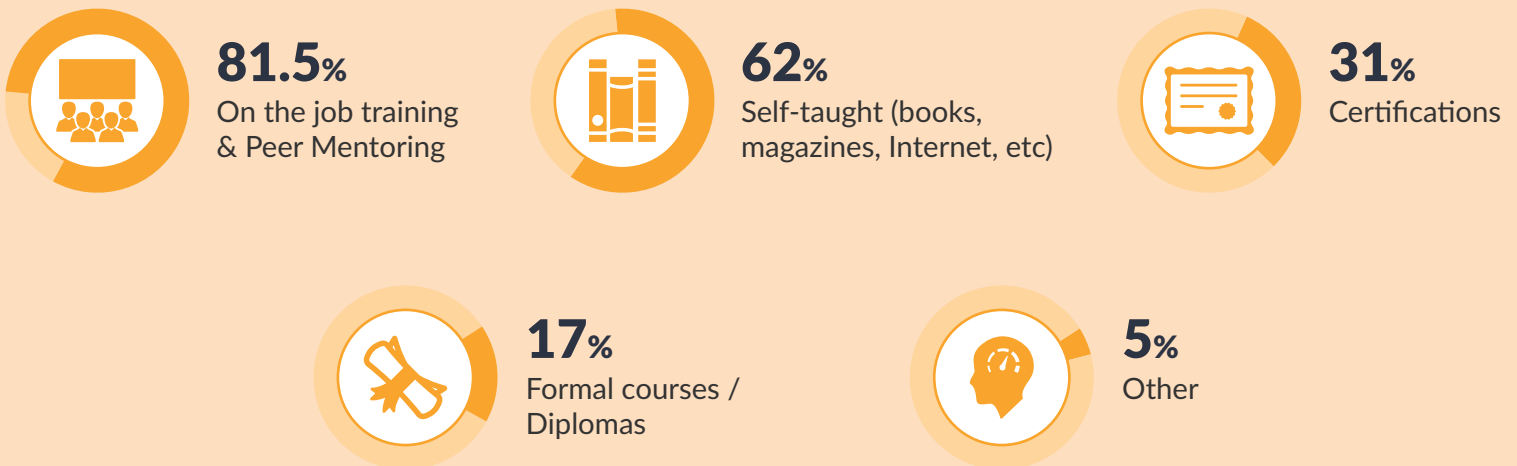 81.5%
On the job training
& Peer Mentoring
62%
Self-taught (books,
magazines, Internet, etc)
31%
Certifications
17%
Formal courses /
Diplomas
5%
Other